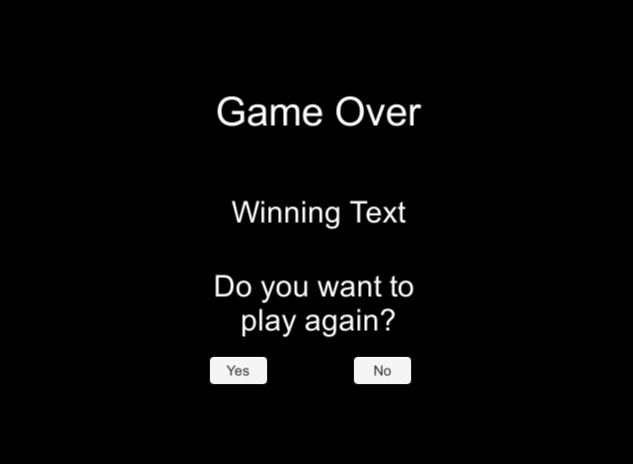 Game Over
Winning Text
Do you want to
play again?
Yes No